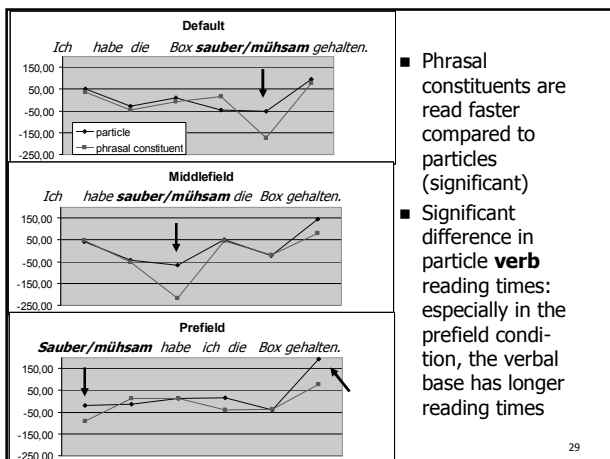 Default
Ich habe die Box sauber/mühsam gehalten.
150,00
50,00
-50,00
-150,00
-250,00
particle
phrasal constituent
Middlefield
Ich habe sauber/mühsam die Box gehalten.
150,00
50,00
-50,00
-150,00
-250,00
Prefield
Sauber/mühsam habe ich die Box gehalten.
150,00
50,00
-50,00
-150,00
-250,00
■ Phrasal
constituents are
read faster
compared to
particles
(significant)
■ Significant
difference in
particle verb
reading times:
especially in the
prefield condi-
tion, the verbal
base has longer
reading times
29